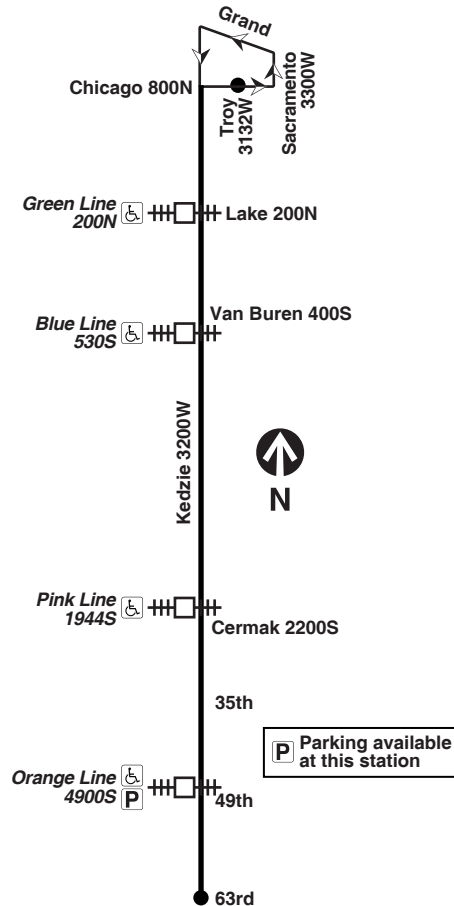 Grand
Chicago 800N
Troy
3132W
Sacramento
3300W
Green Line
200N
Lake 200N
Van Buren 400S
Blue Line
530S
Kedzie 3200W
N
Pink Line
1944S
Cermak 2200S
35th
P Parking available
at this station
Orange Line
4900S
P
49th
63rd